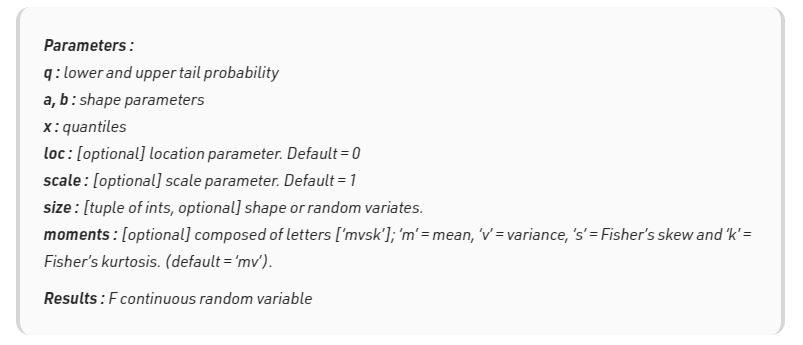 Parameters :
q : lower and upper tail probability
a, b : shape parameters
x : quantiles
loc : [optional] location parameter. Default = 0
scale : [optional] scale parameter. Default = 1
size : [tuple of ints, optional] shape or random variates.
moments : [optional] composed of letters [‘mvsk’]; ‘m’ = mean, ‘v’ = variance, ‘s’ = Fisher’s skew and ‘k’ =
Fisher’s kurtosis. (default = ‘mv’).
Results : F continuous random variable